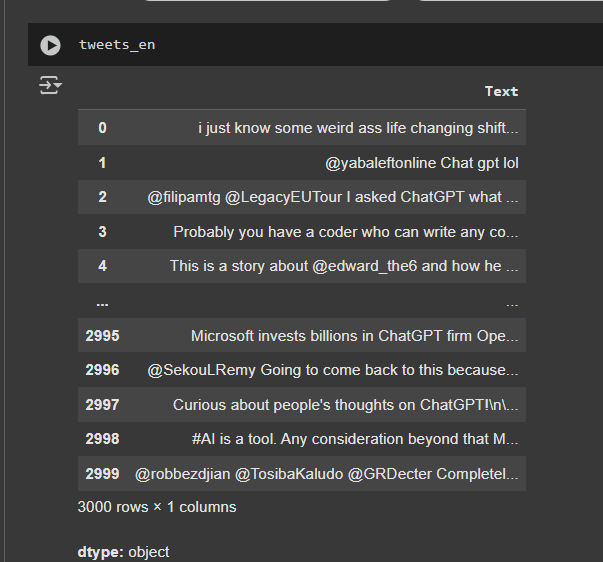 tweets_en
Text
0 i just know some weird ass life changing shift...
1 @yabaleftonline Chat gpt lol
2 @filipamtg @LegacyEUTour I asked ChatGPT what ...
3 Probably you have a coder who can write any co...
4 This is a story about @edward_the6 and how he ...
... ...
2995 Microsoft invests billions in ChatGPT firm Ope...
2996 @SekouLRemy Going to come back to this because...
2997 Curious about people's thoughts on ChatGPT!\n\...
2998 #AI is a tool. Any consideration beyond that M...
2999 @robbezdjian @TosibaKaludo @GRDecter Completel...
3000 rows × 1 columns
dtype: object